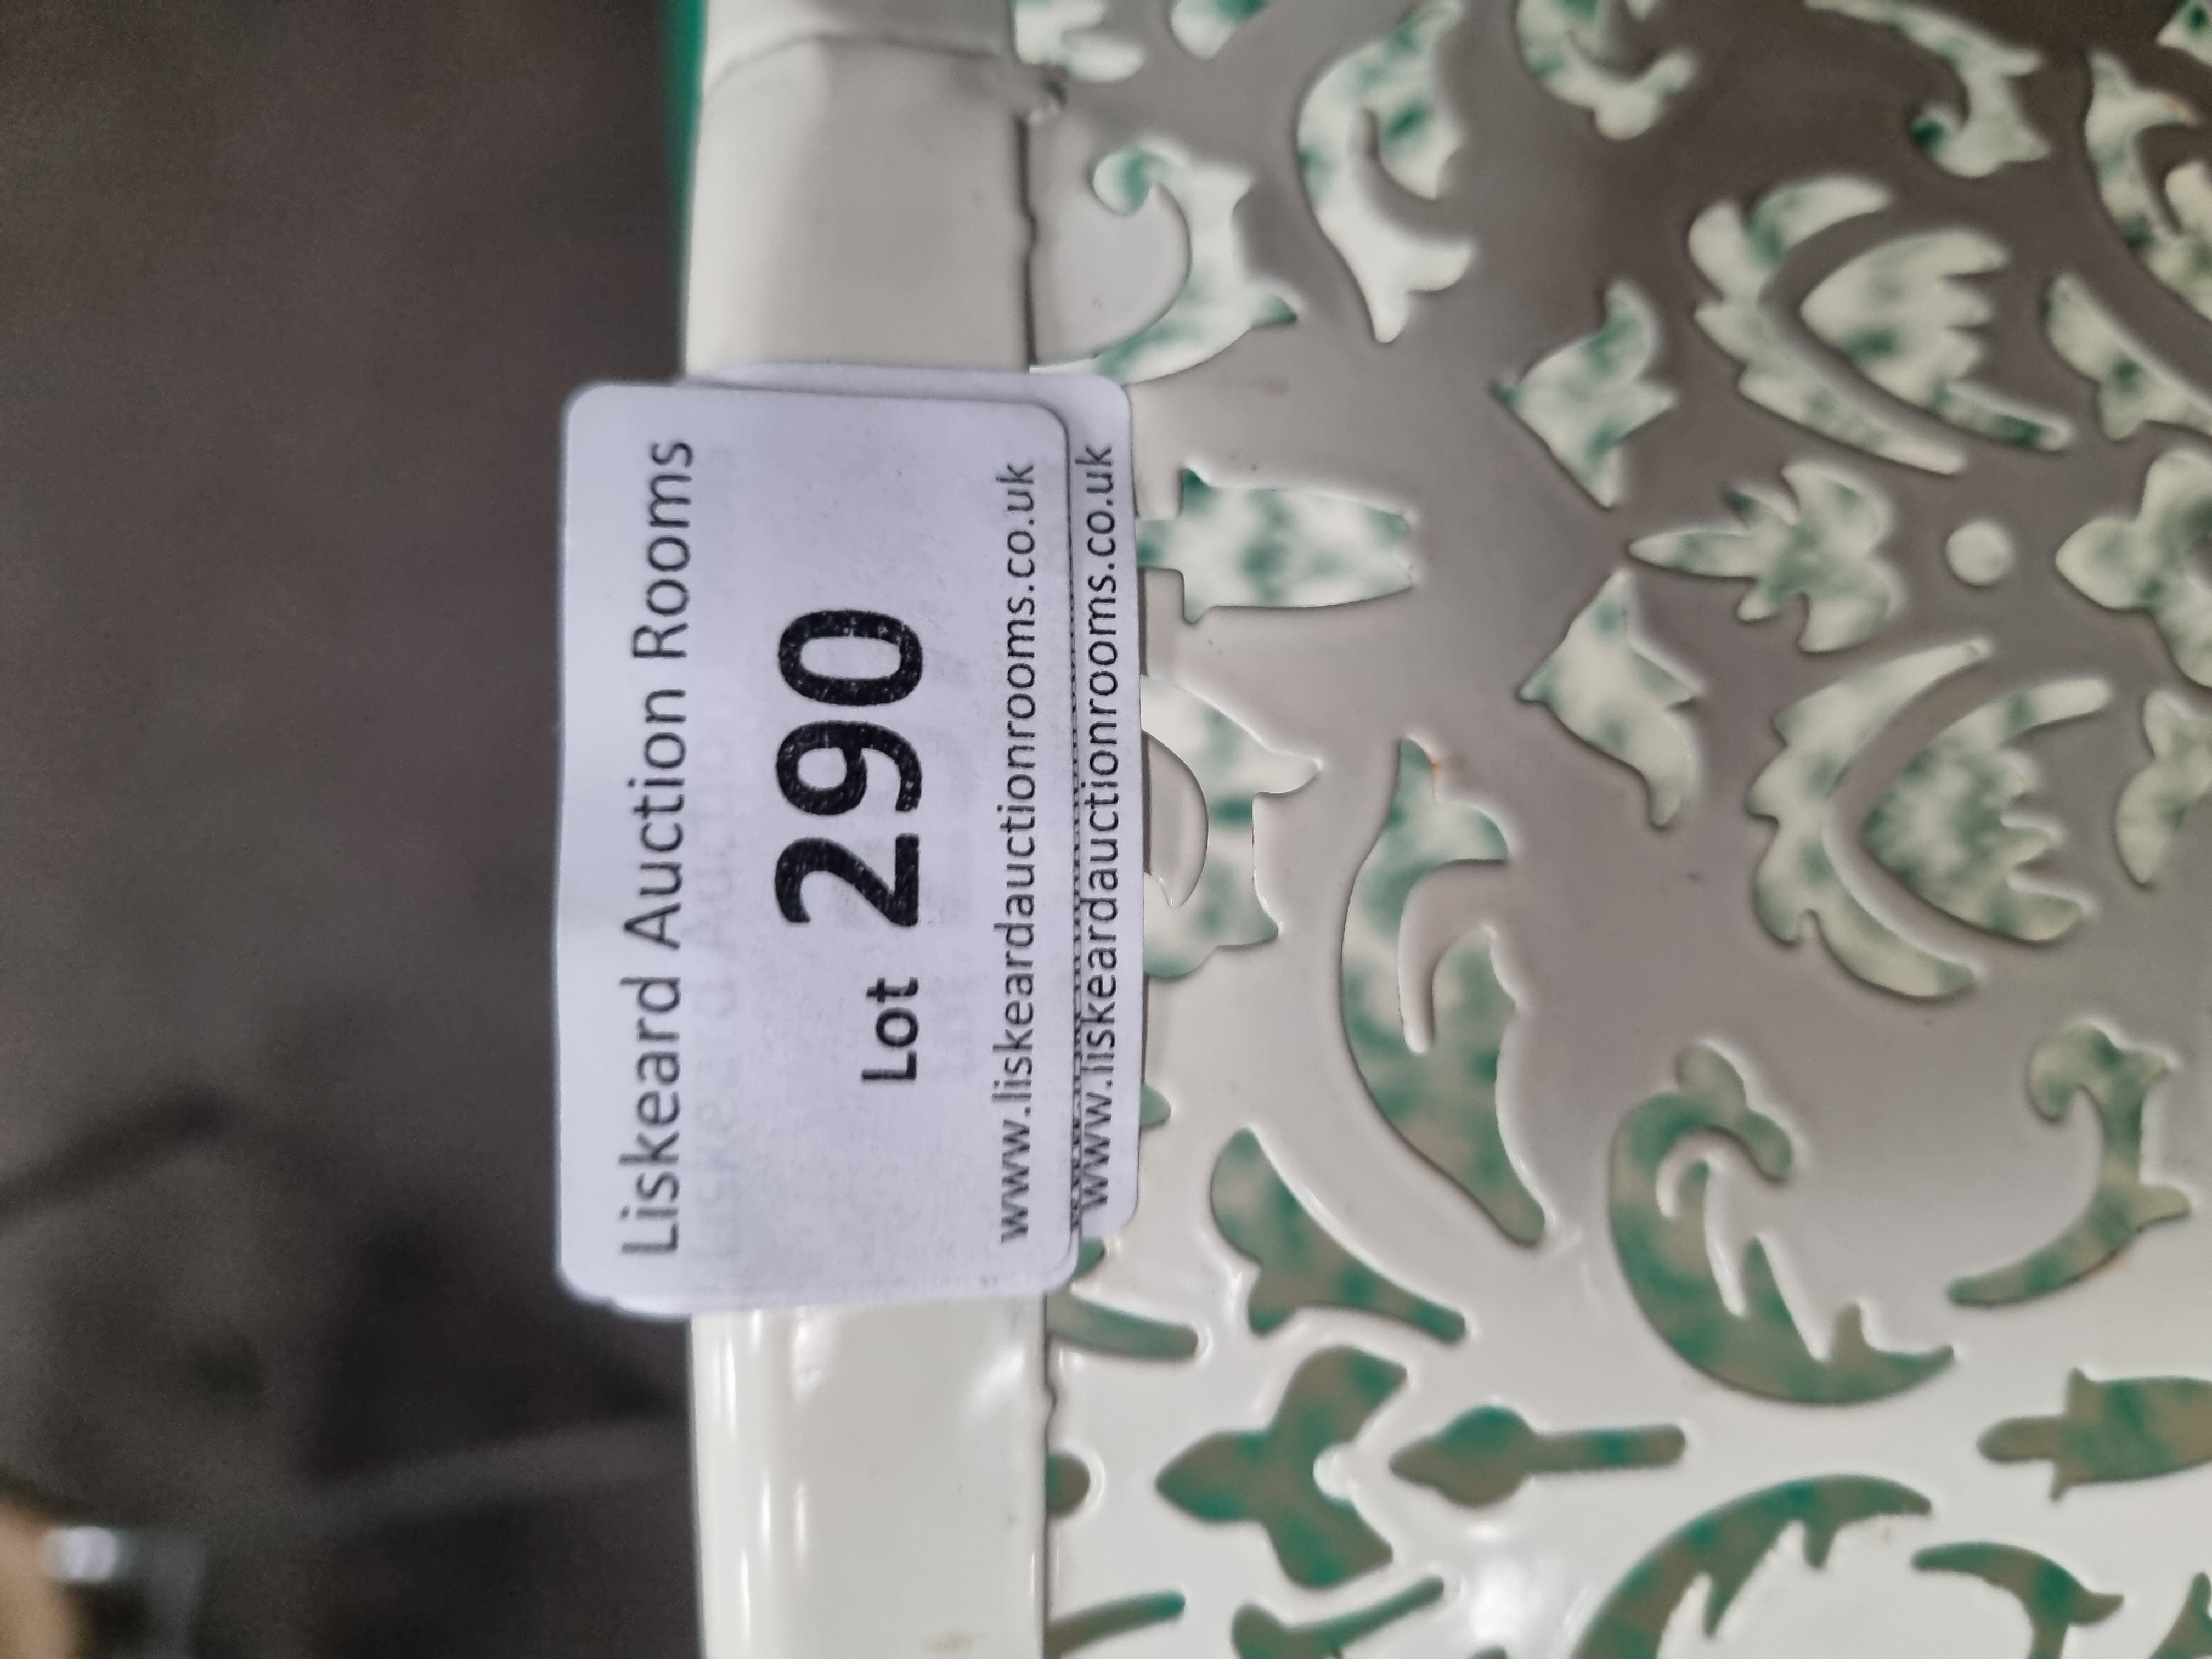 Liskeard Auction Rooms
Lot 290
www.liskeardauctionrooms.co.uk
www.liskeardauctionrooms.co.uk